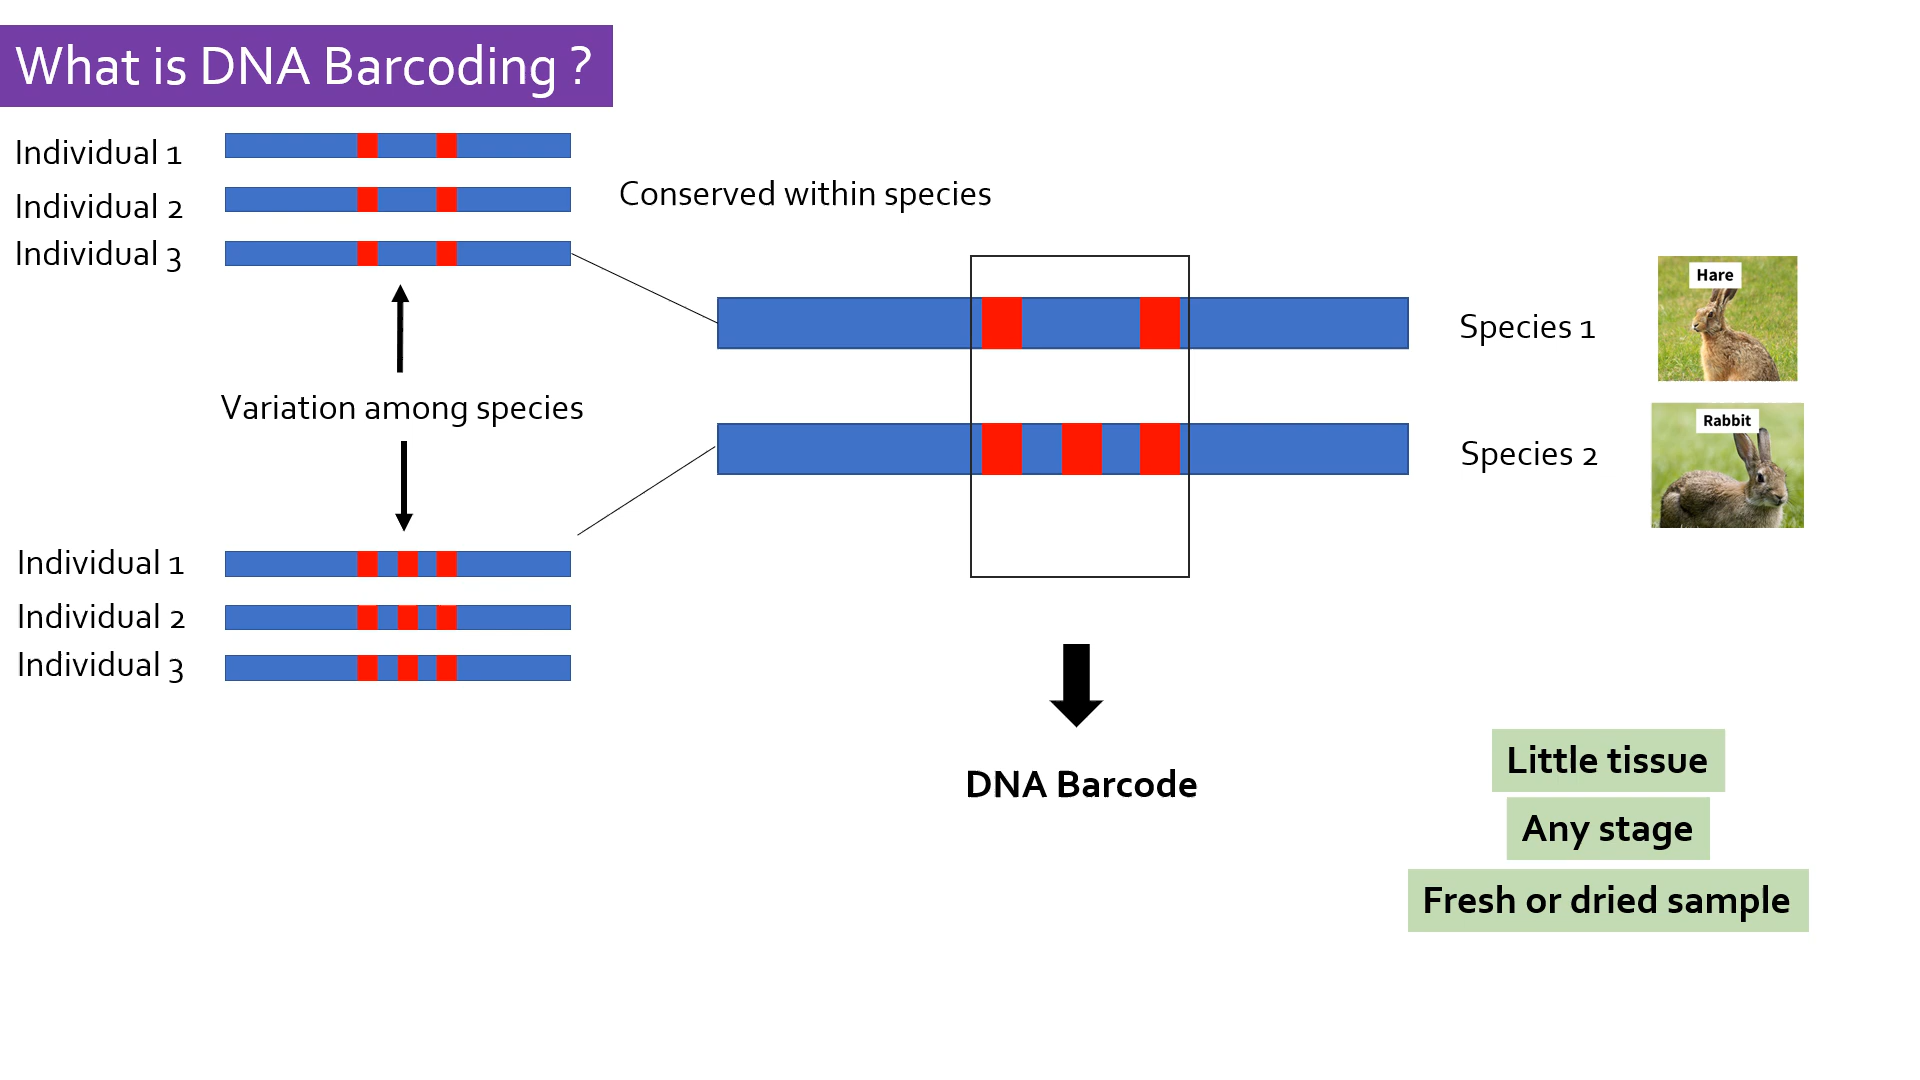 What is DNA Barcoding ?
Individual 1
Individual 2
Individual 3
Conserved within species
Variation among species
Individual 1
Individual 2
Individual 3
Species 1
Hare
Species 2
Rabbit
DNA Barcode
Little tissue
Any stage
Fresh or dried sample